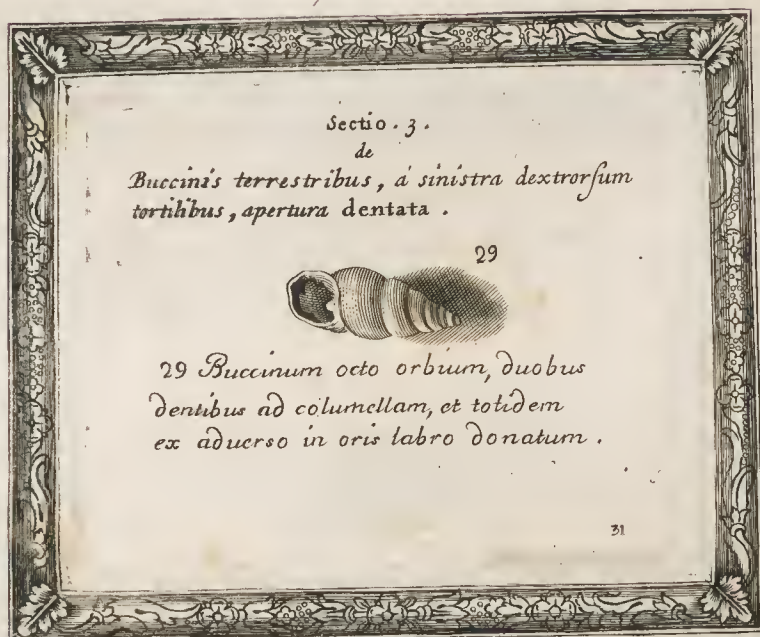 Sectio . 3 .
de
Buccinis terrestribus, á sinistra dextrorſum
tortilibus, apertura dentata .
29
29 Buccinum octo orbium, duobus
dentibus ad columellam, et totidem
ex aduerso in oris labro donatum .
31